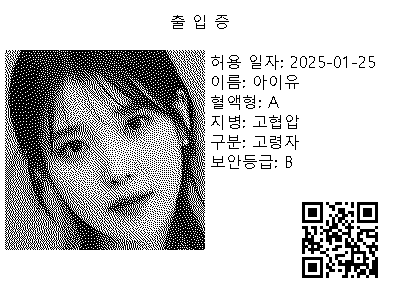 출 입 증
허용 일자: 2025-01-25
이름: 아이유
혈액형: A
지병: 고협압
구분: 고령자
보안등급: B